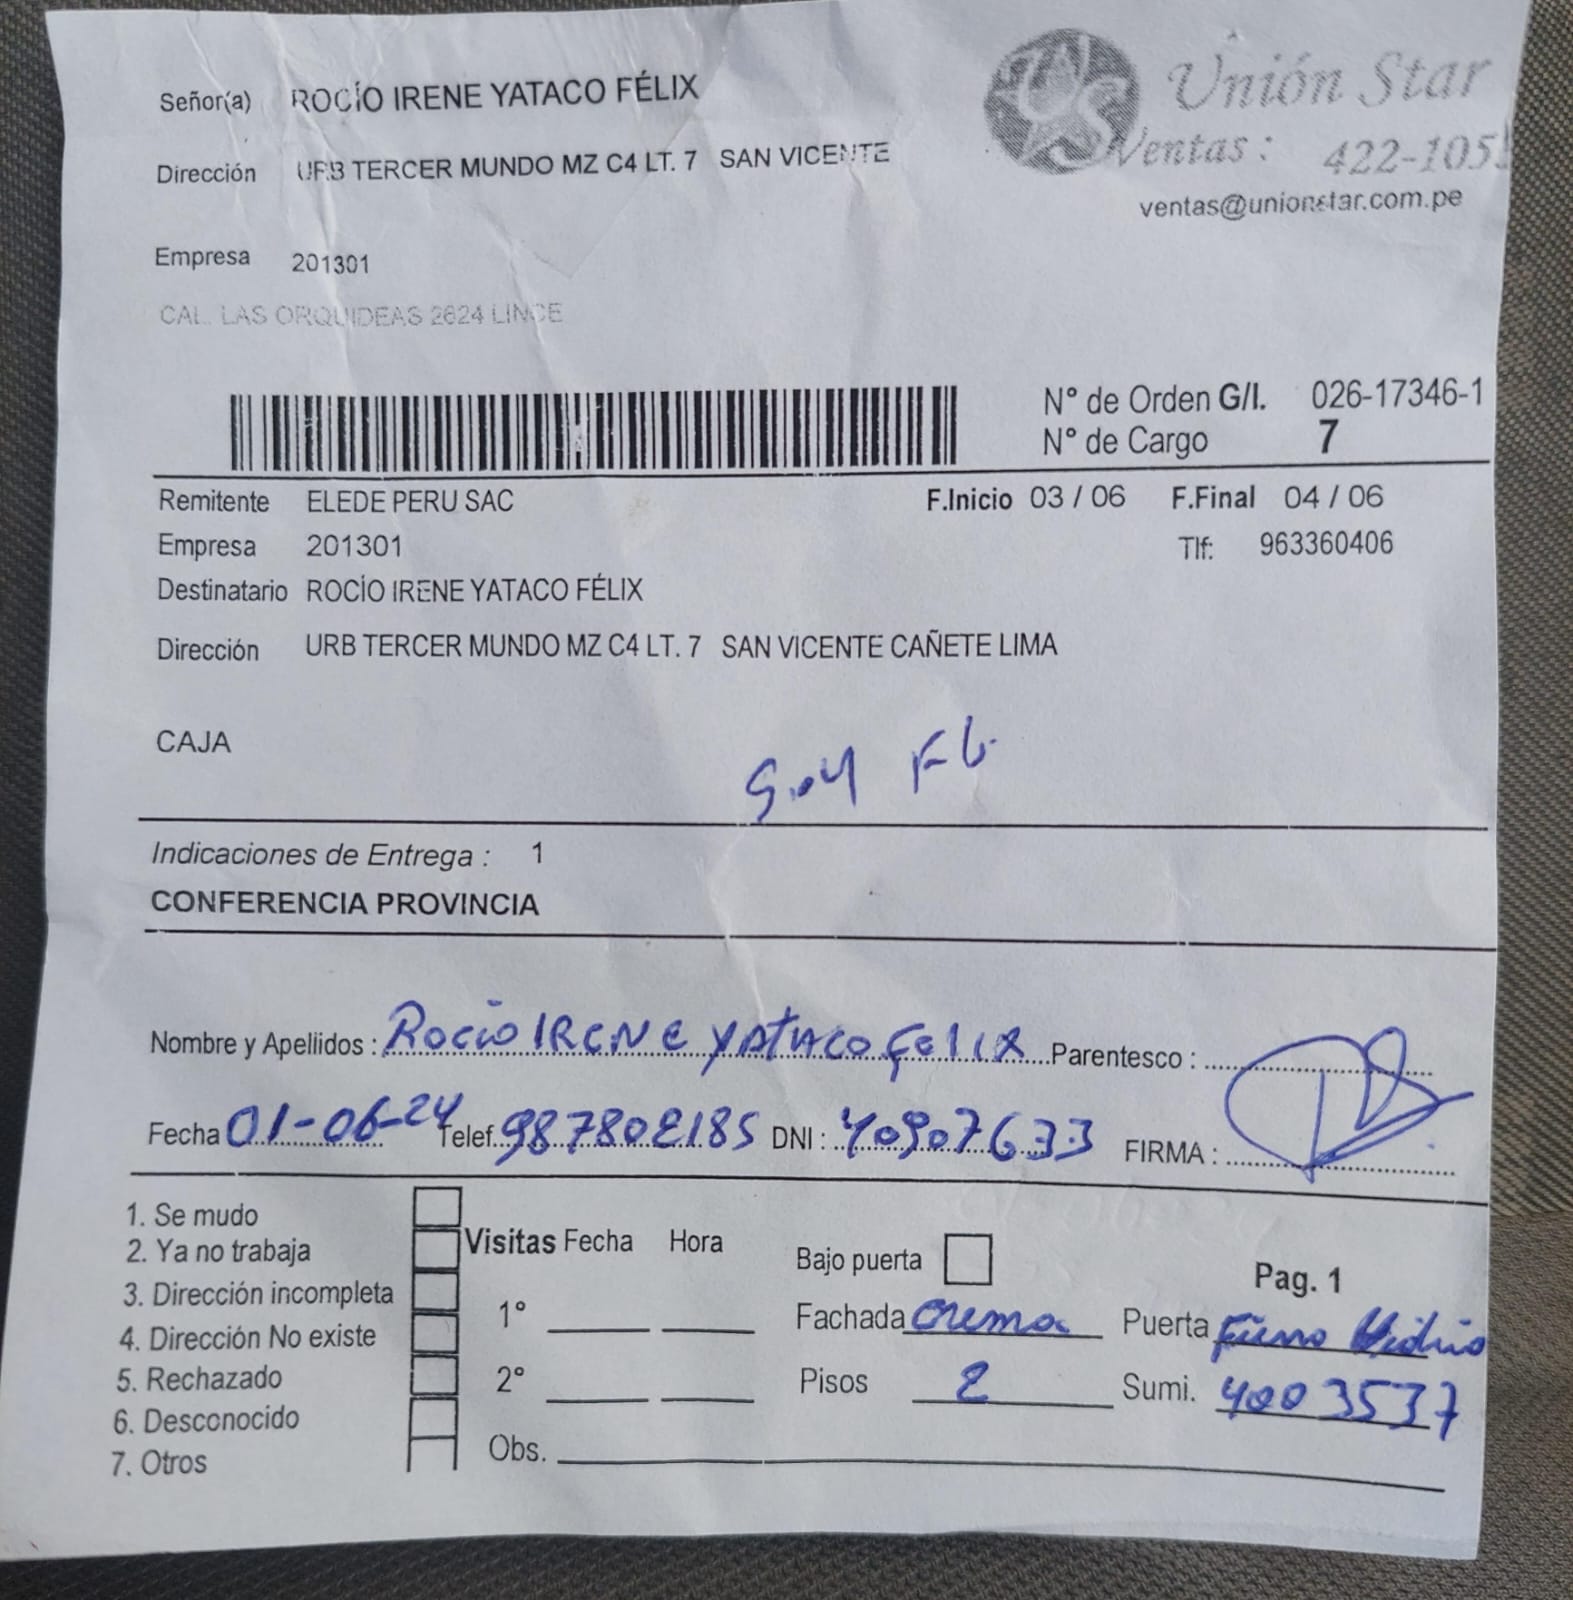 Señor(a) ROCÍO IRENE YATACO FÉLIX
Unión Star
Dirección URB TERCER MUNDO MZ C4 LT. 7 SAN VICENTE
Ventas : 422-105
ventas@unionstar.com.pe
Empresa 201301
CAL. LAS ORQUIDEAS 2624 LINCE
N° de Orden G/I. 026-17346-1
N° de Cargo 7
Remitente ELEDE PERU SAC F.Inicio 03 / 06 F.Final 04 / 06
Empresa 201301 Tlf: 963360406
Destinatario ROCÍO IRENE YATACO FÉLIX
Dirección URB TERCER MUNDO MZ C4 LT. 7 SAN VICENTE CAÑETE LIMA
CAJA
Indicaciones de Entrega : 1
CONFERENCIA PROVINCIA
Nombre y Apellidos : Rocío IRENE YATACO FELIX Parentesco :
Fecha 01-06-24 Telef. 987802185 DNI : 40907633 FIRMA :
1. Se mudo
2. Ya no trabaja
3. Dirección incompleta
4. Dirección No existe
5. Rechazado
6. Desconocido
7. Otros
Visitas Fecha Hora
1°
2°
Obs.
Bajo puerta
Pag. 1
Fachada crema Puerta Fierro Vidrio
Pisos 2 Sumi. 4003537